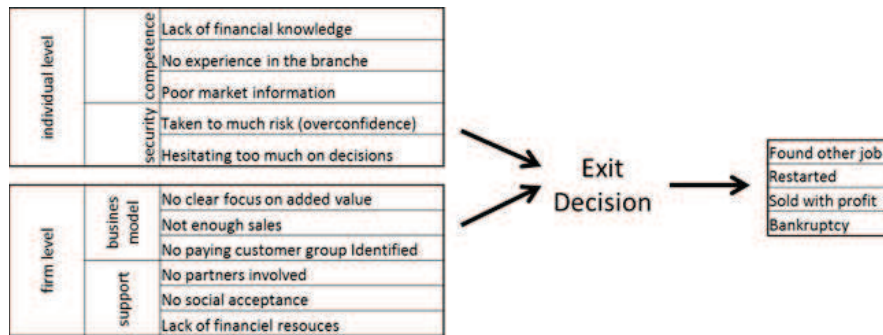 individual level
competence
Lack of financial knowledge
No experience in the branche
Poor market information
security
Taken to much risk (overconfidence)
Hesitating too much on decisions
firm level
busines
model
No clear focus on added value
Not enough sales
No paying customer group Identified
support
No partners involved
No social acceptance
Lack of financiel resouces
Exit
Decision
Found other job
Restarted
Sold with profit
Bankruptcy